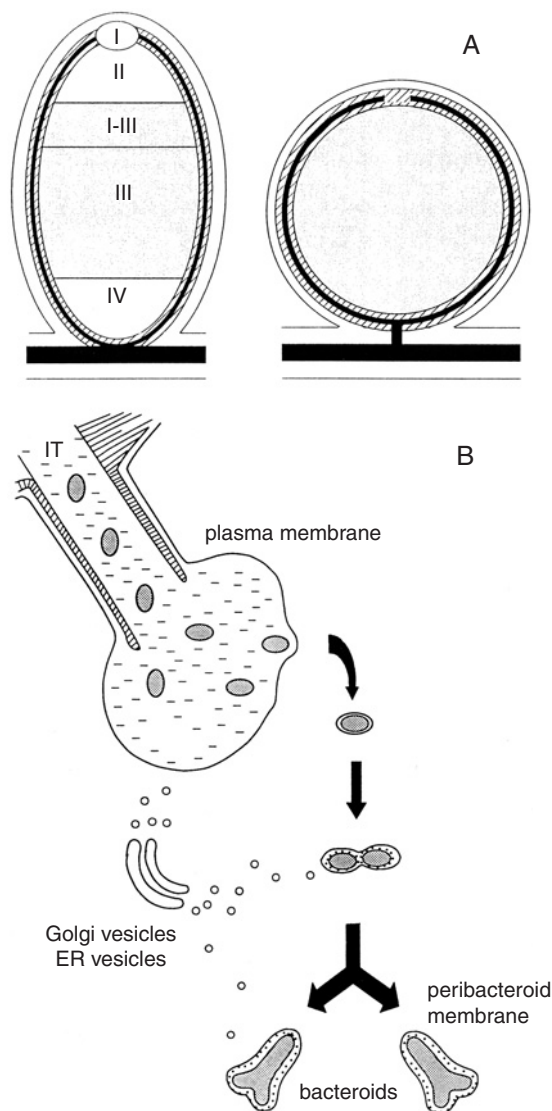 A
I
II
I-III
III
IV
B
IT
plasma membrane
Golgi vesicles
ER vesicles
peribacteroid
membrane
bacteroids